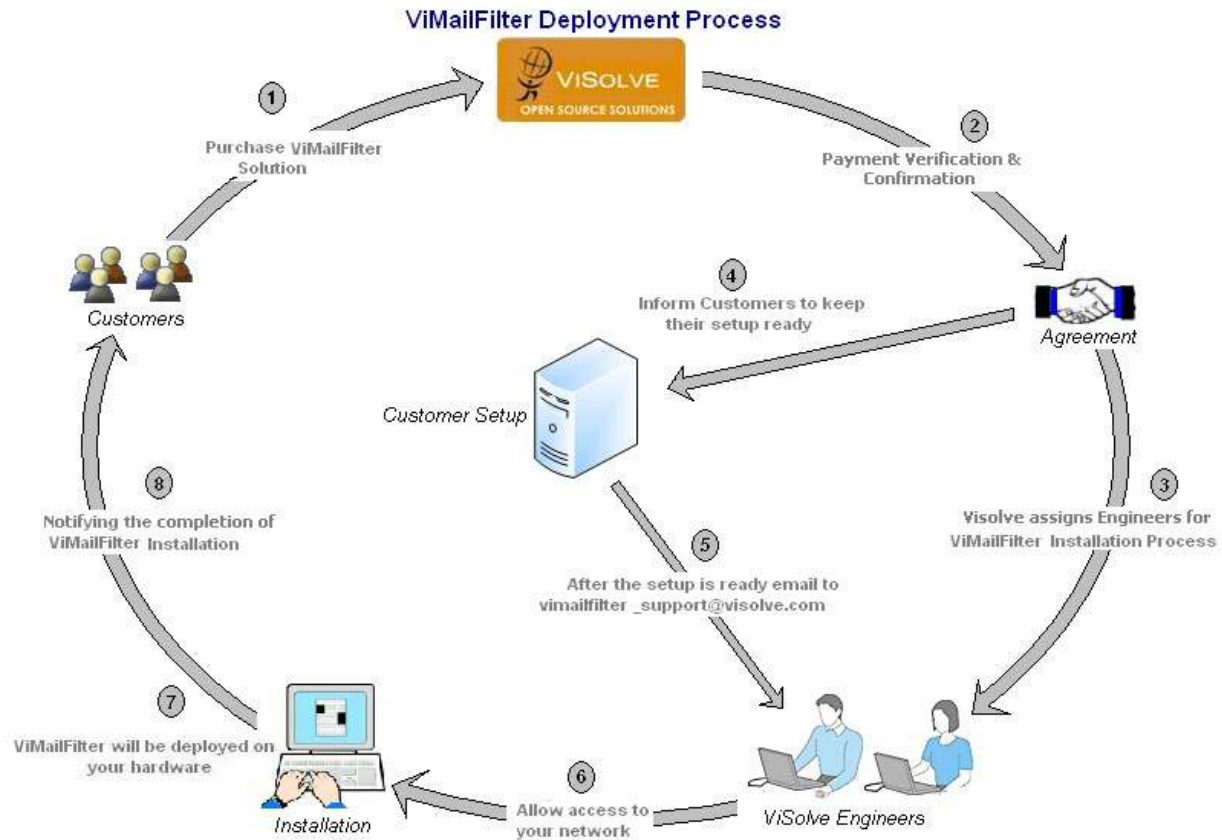 ViMailFilter Deployment Process
VISOLVE
OPEN SOURCE SOLUTIONS
1
Purchase ViMailFilter
Solution
2
Payment Verification &
Confirmation
Customers
4
Inform Customers to keep
their setup ready
Agreement
Customer Setup
3
Visolve assigns Engineers for
ViMailFilter Installation Process
8
Notifying the completion of
ViMailFilter Installation
5
After the setup is ready email to
vimailfilter _support@visolve.com
7
ViMailFilter will be deployed on
your hardware
6
Allow access to
your network
Installation
ViSolve Engineers